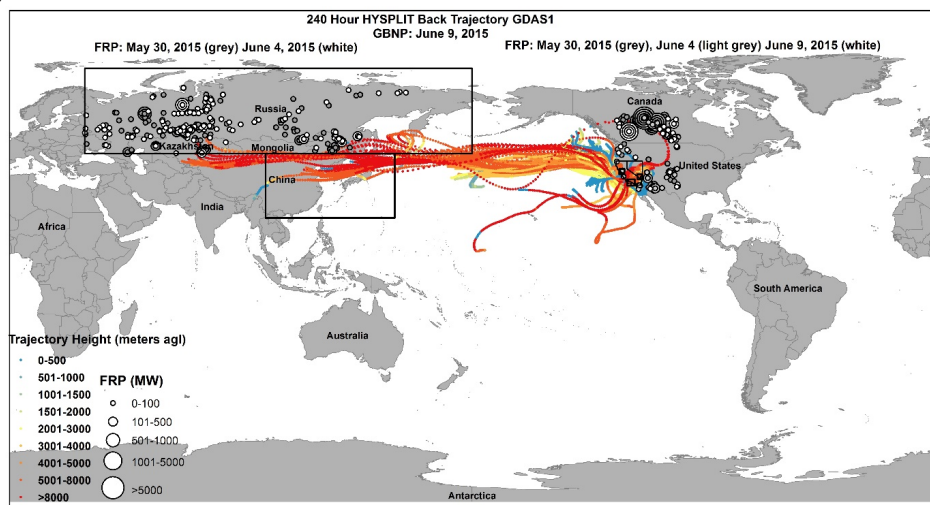 240 Hour HYSPLIT Back Trajectory GDAS1
GBNP: June 9, 2015
FRP: May 30, 2015 (grey) June 4, 2015 (white)
FRP: May 30, 2015 (grey), June 4 (light grey) June 9, 2015 (white)
Russia
Canada
Kazakhstan
Mongolia
United States
China
India
Africa
South America
Australia
Trajectory Height (meters agl)
0-500
501-1000
1001-1500
1501-2000
2001-3000
3001-4000
4001-5000
5001-8000
>8000
FRP (MW)
0-100
101-500
501-1000
1001-5000
>5000
Antarctica